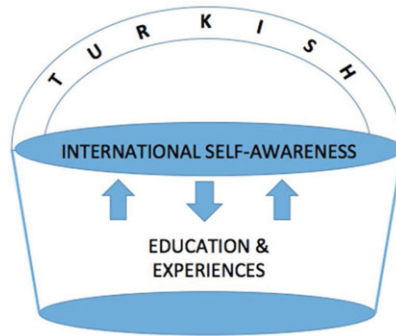 TURKISH
INTERNATIONAL SELF-AWARENESS
EDUCATION &
EXPERIENCES